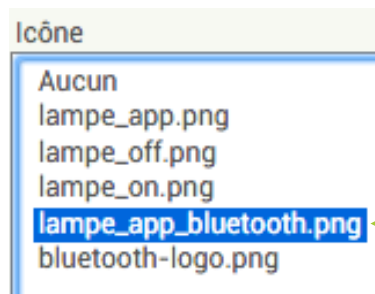 Icône
Aucun
lampe_app.png
lampe_off.png
lampe_on.png
lampe_app_bluetooth.png
bluetooth-logo.png